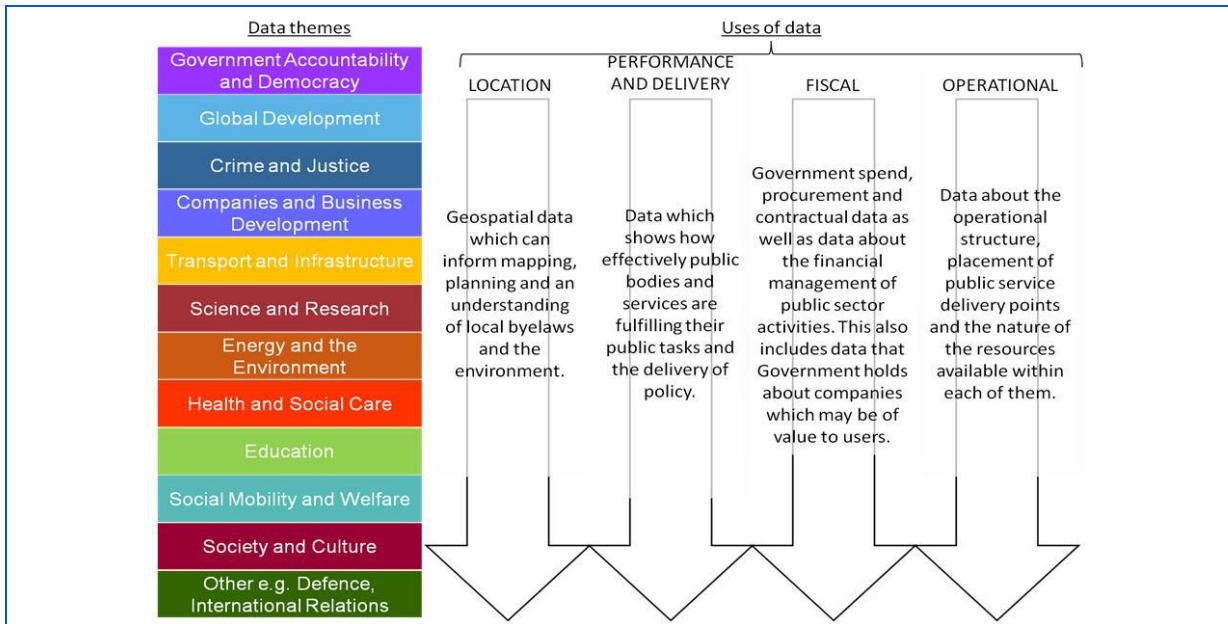 Data themes
Government Accountability
and Democracy
Global Development
Crime and Justice
Companies and Business
Development
Transport and Infrastructure
Science and Research
Energy and the
Environment
Health and Social Care
Education
Social Mobility and Welfare
Society and Culture
Other e.g. Defence,
International Relations
Uses of data
LOCATION
Geospatial data
which can
inform mapping,
planning and an
understanding
of local byelaws
and the
environment.
PERFORMANCE
AND DELIVERY
Data which
shows how
effectively public
bodies and
services are
fulfilling their
public tasks and
the delivery of
policy.
FISCAL
Government spend,
procurement and
contractual data as
well as data about
the financial
management of
public sector
activities. This also
includes data that
Government holds
about companies
which may be of
value to users.
OPERATIONAL
Data about the
operational
structure,
placement of
public service
delivery points
and the nature of
the resources
available within
each of them.